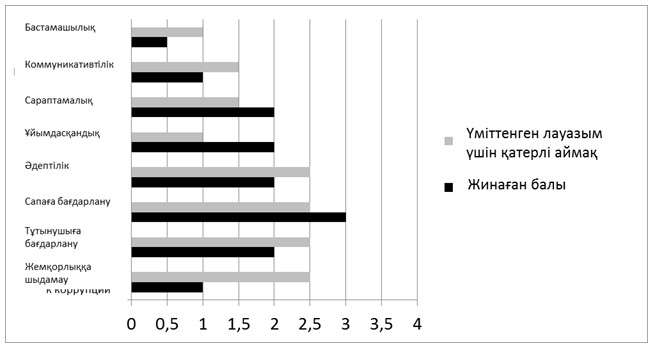 Бастамашылық
Коммуникативтілік
Сараптамалық
Ұйымдасқандық
Әдептілік
Сапаға бағдарлану
Тұтынушыға
бағдарлану
Жемқорлыққа
шыдамау
к коррупции
0 0,5 1 1,5 2 2,5 3 3,5 4
Үміттенген лауазым
үшін қатерлі аймақ
Жинаған балы